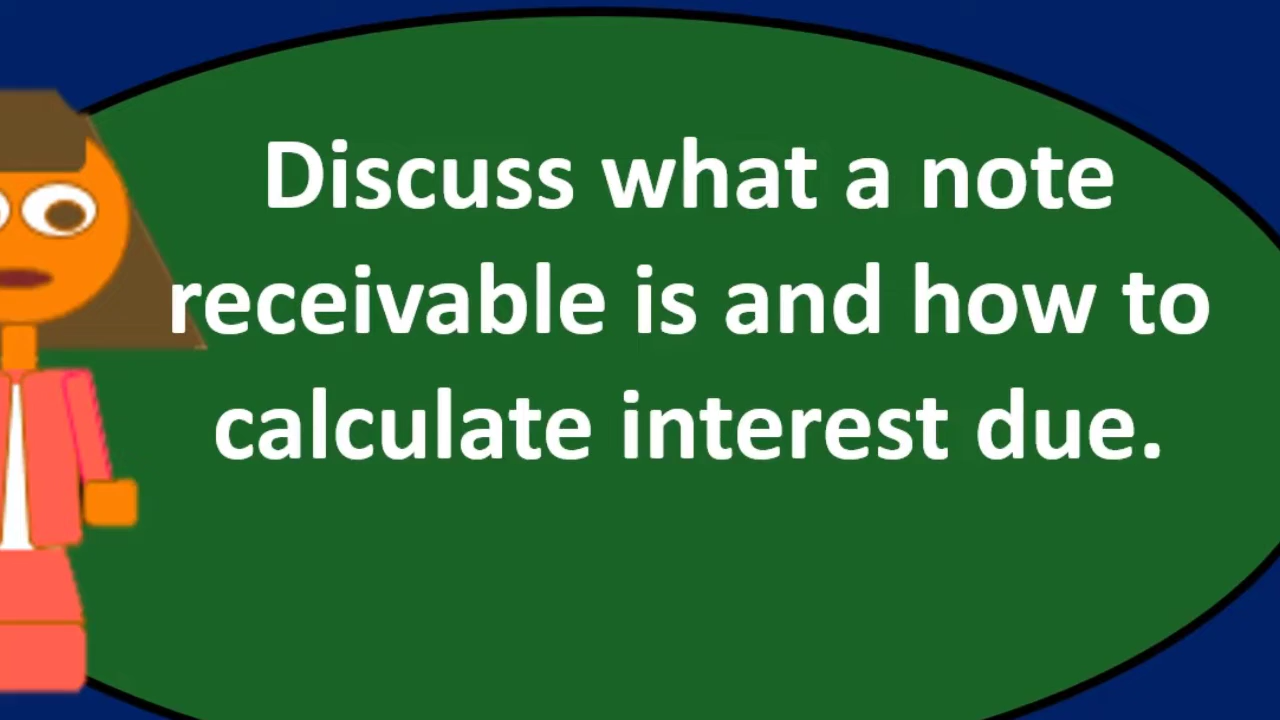 Discuss what a note
receivable is and how to
calculate interest due.